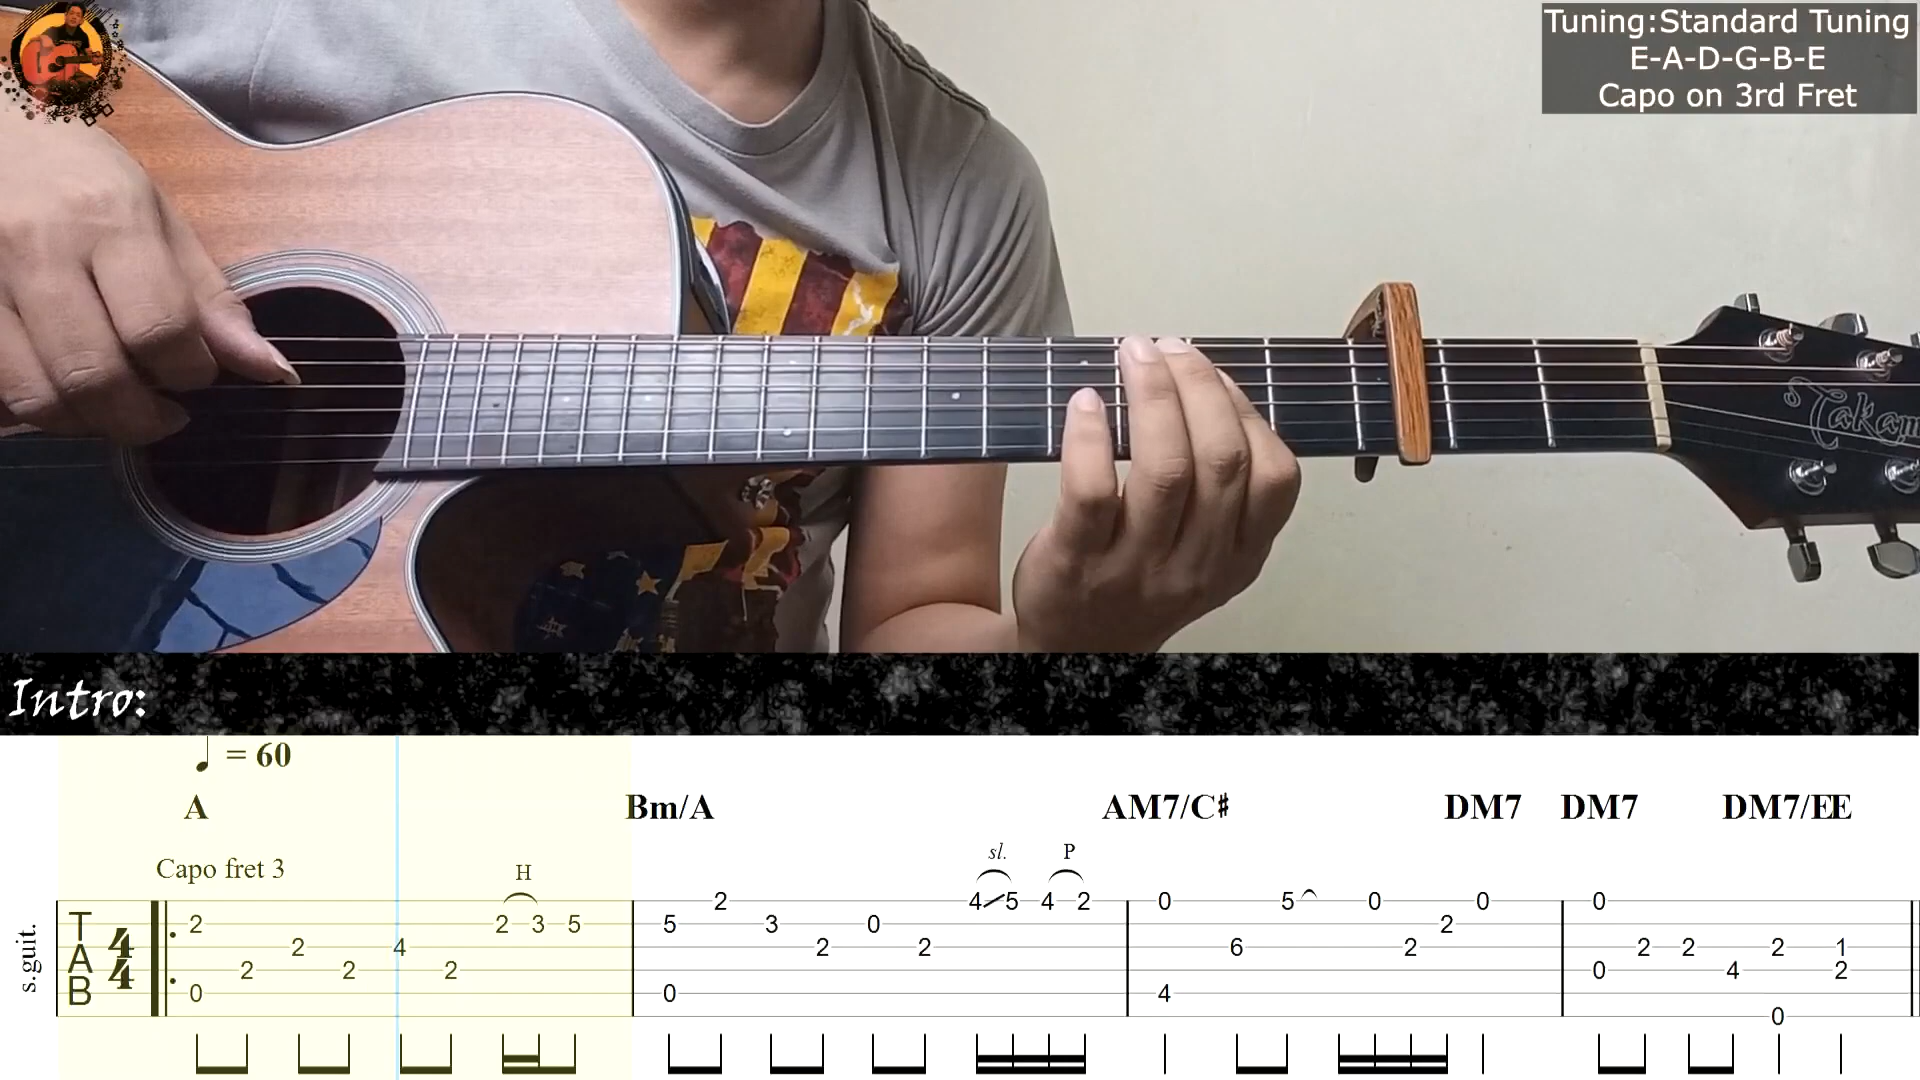 Tuning:Standard Tuning
E-A-D-G-B-E
Capo on 3rd Fret
Intro:
= 60
A Bm/A AM7/C♯ DM7 DM7 DM7/E E
Capo fret 3
H sl. P
s.guit.
TAB
4/4
2 4 5 4 2 0 5 0 0 0
2 2 3 5 5 3 0 2
2 4 2 2 6 2 2 2 2 1
2 2 2 0 4 2
0 0 4
0